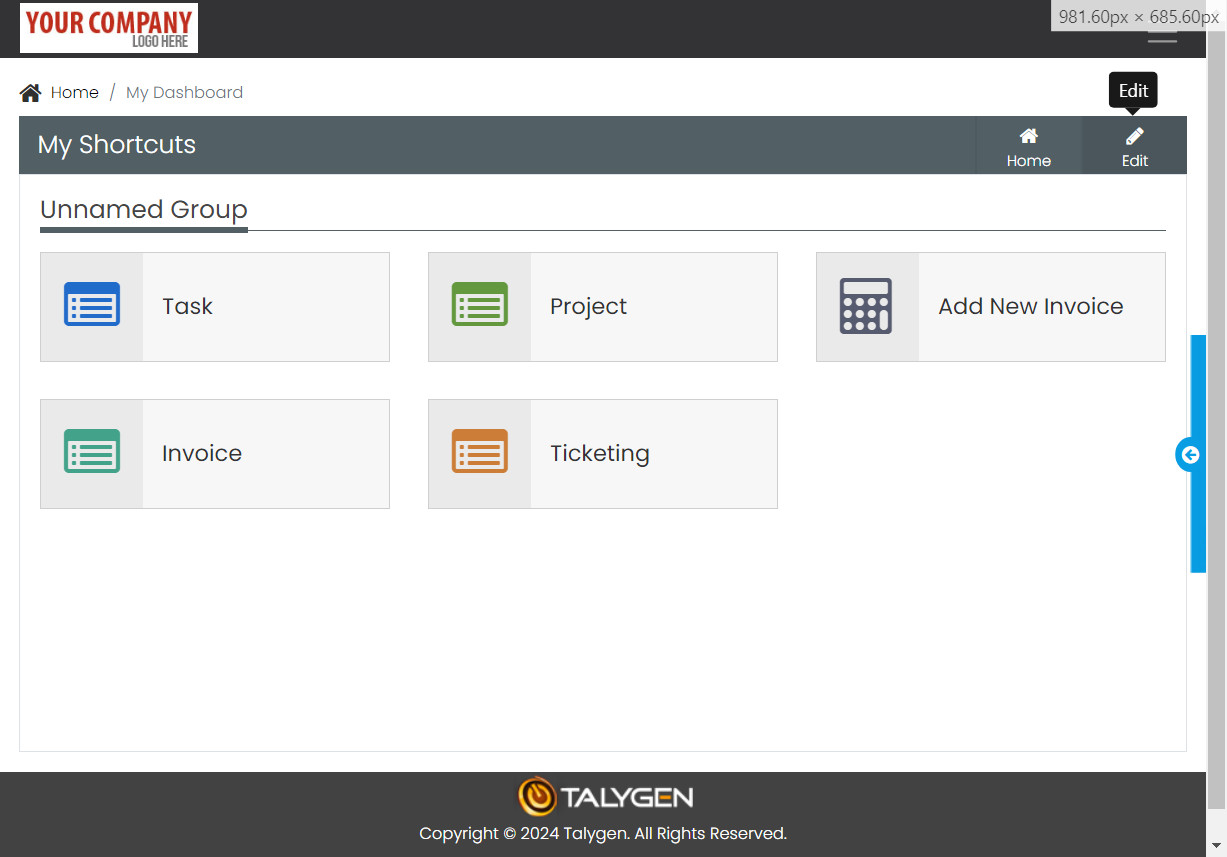 YOUR COMPANY
LOGO HERE
981.60px × 685.60px
Home / My Dashboard
Edit
My Shortcuts
Home
Edit
Unnamed Group
Task
Project
Add New Invoice
Invoice
Ticketing
TALYGEN
Copyright © 2024 Talygen. All Rights Reserved.